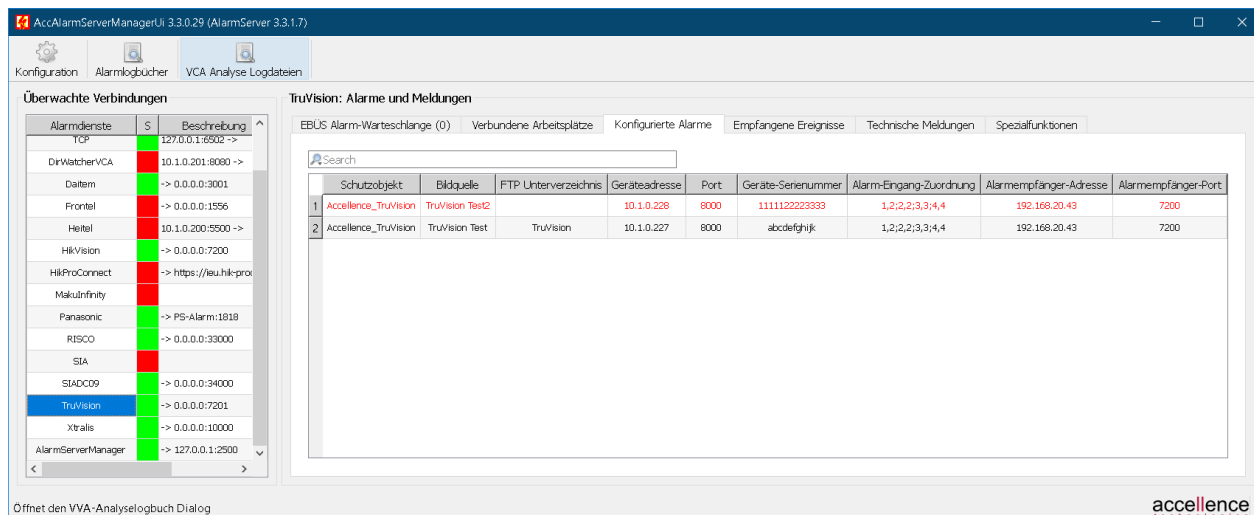 AccAlarmServerManagerUi 3.3.0.29 (AlarmServer 3.3.1.7)
Konfiguration Alarmlogbücher VCA Analyse Logdateien
Überwachte Verbindungen
Alarmdienste S Beschreibung
TCP 127.0.0.1:6502 ->
DirWatcherVCA 10.1.0.201:8080 ->
Daitem -> 0.0.0.0:3001
Frontel -> 0.0.0.0:1556
Heitel 10.1.0.200:5500 ->
HikVision -> 0.0.0.0:7200
HikProConnect -> https://ieu.hik-proc
MakuInfinity
Panasonic -> PS-Alarm:1818
RISCO -> 0.0.0.0:33000
SIA
SIADC09 -> 0.0.0.0:34000
TruVision -> 0.0.0.0:7201
Xtralis -> 0.0.0.0:10000
AlarmServerManager -> 127.0.0.1:2500
TruVision: Alarme und Meldungen
EBÜS Alarm-Warteschlange (0) Verbundene Arbeitsplätze Konfigurierte Alarme Empfangene Ereignisse Technische Meldungen Spezialfunktionen
Search
Schutzobjekt Bildquelle FTP Unterverzeichnis Geräteadresse Port Geräte-Seriennummer Alarm-Eingang-Zuordnung Alarmempfänger-Adresse Alarmempfänger-Port
1 Accellence_TruVision TruVision Test2 10.1.0.228 8000 1111122223333 1,2;2,2;3,3;4,4 192.168.20.43 7200
2 Accellence_TruVision TruVision Test TruVision 10.1.0.227 8000 abcdefghijk 1,2;2,2;3,3;4,4 192.168.20.43 7200
Öffnet den VVA-Analyselogbuch Dialog
accellence